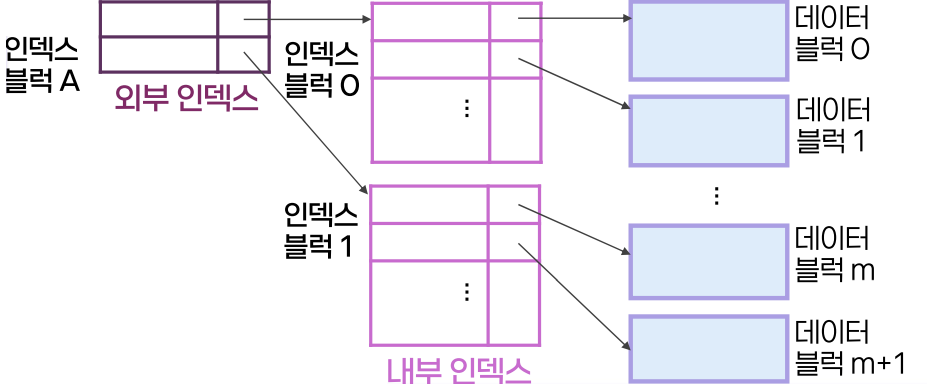 인덱스
블럭 A
외부 인덱스
인덱스
블럭 0
⋮
인덱스
블럭 1
⋮
내부 인덱스
데이터
블럭 0
데이터
블럭 1
⋮
데이터
블럭 m
데이터
블럭 m+1